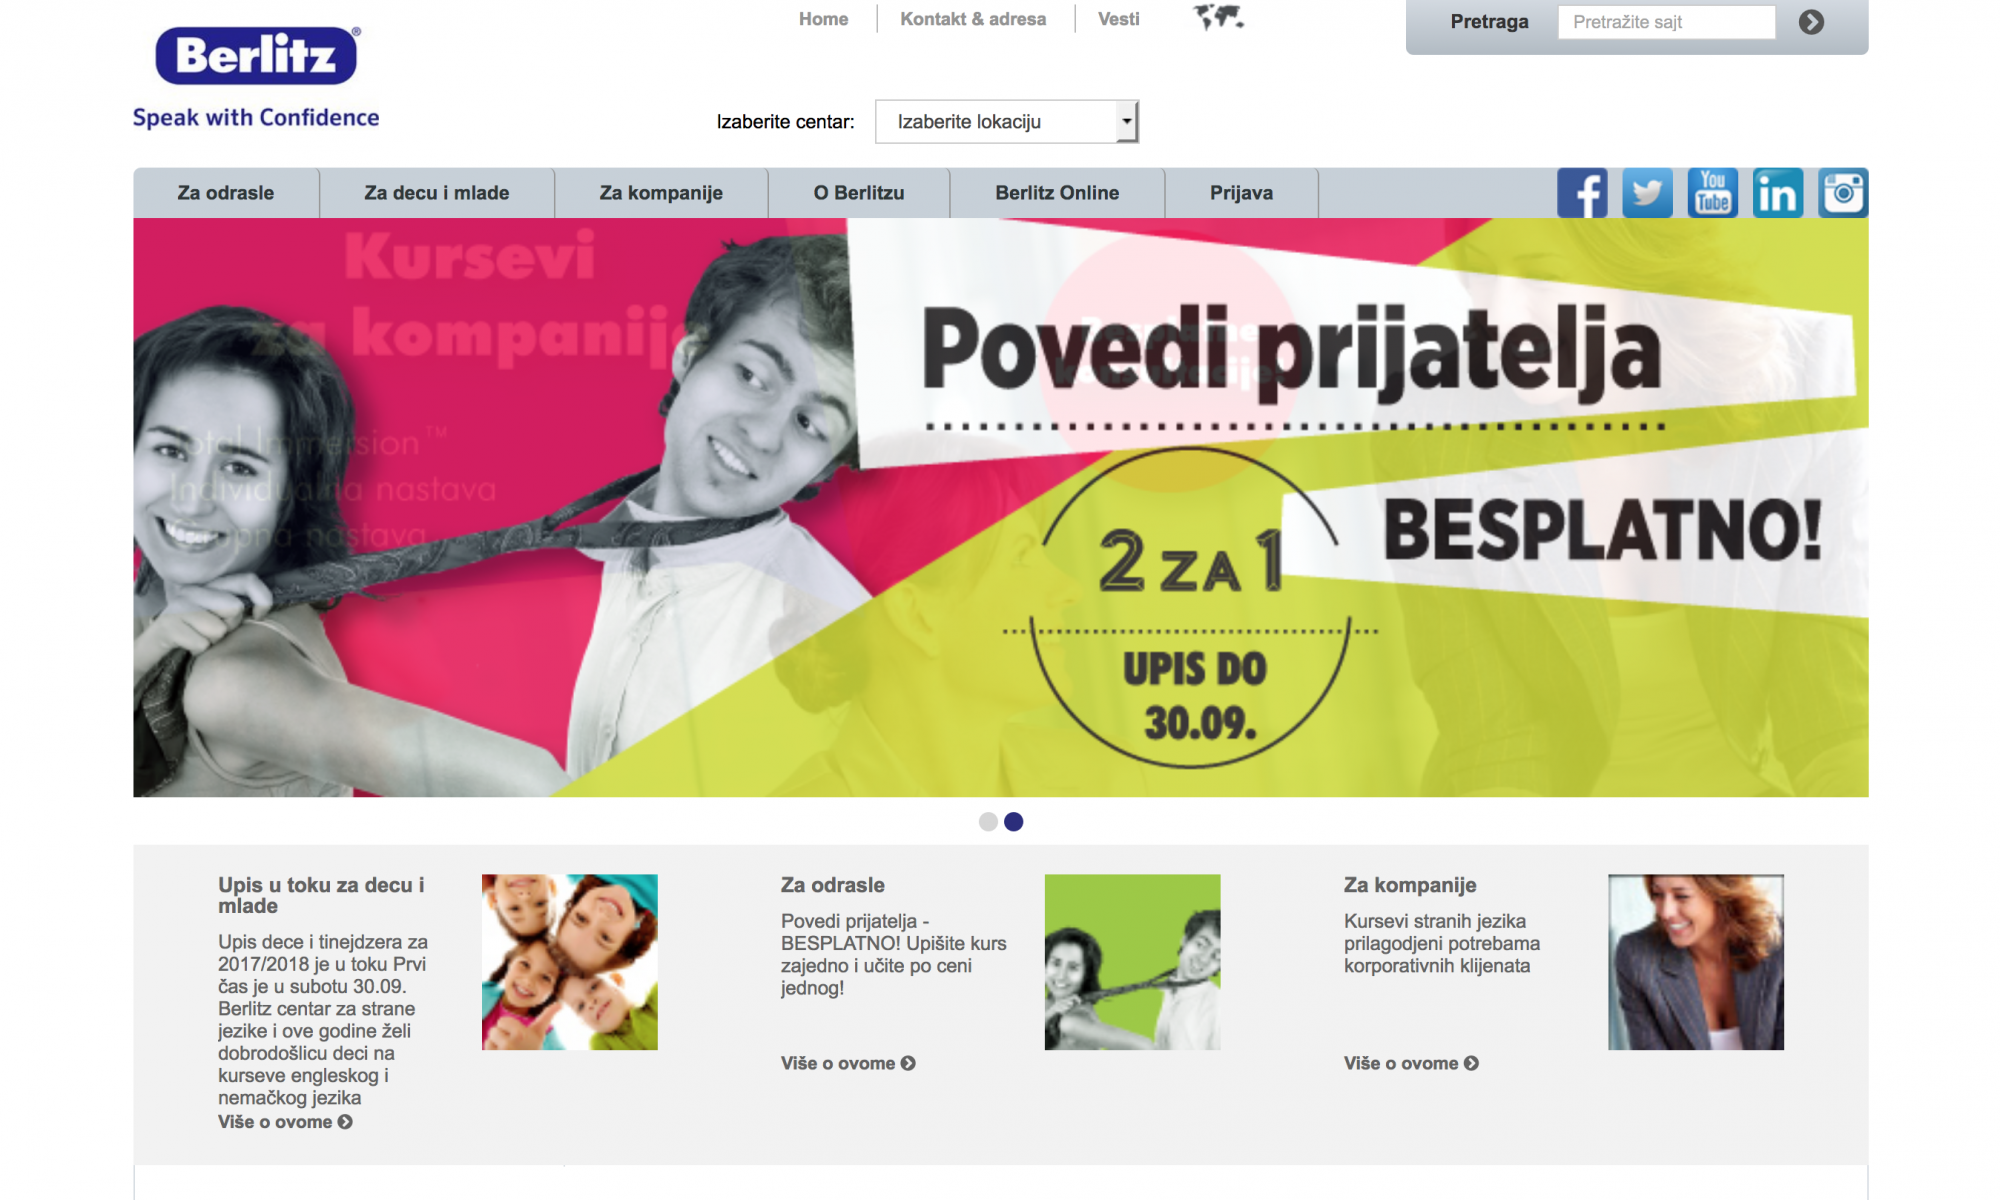 Home
Kontakt & adresa
Vesti
Pretraga
Pretražite sajt
Berlitz®
Speak with Confidence
Izaberite centar:
Izaberite lokaciju
Za odrasle
Za decu i mlade
Za kompanije
O Berlitzu
Berlitz Online
Prijava
f
You
Tube
in
Kursevi
za kompanije
Total Immersion™
Individualna nastava
Grupna nastava
Povedi prijatelja
BESPLATNO!
2 ZA 1
UPIS DO
30.09.
Upis u toku za decu i
mlade
Upis dece i tinejdzera za
2017/2018 je u toku Prvi
čas je u subotu 30.09.
Berlitz centar za strane
jezike i ove godine želi
dobrodošlicu deci na
kurseve engleskog i
nemačkog jezika
Više o ovome
Za odrasle
Povedi prijatelja -
BESPLATNO! Upišite kurs
zajedno i učite po ceni
jednog!
Više o ovome
Za kompanije
Kursevi stranih jezika
prilagodjeni potrebama
korporativnih klijenata
Više o ovome